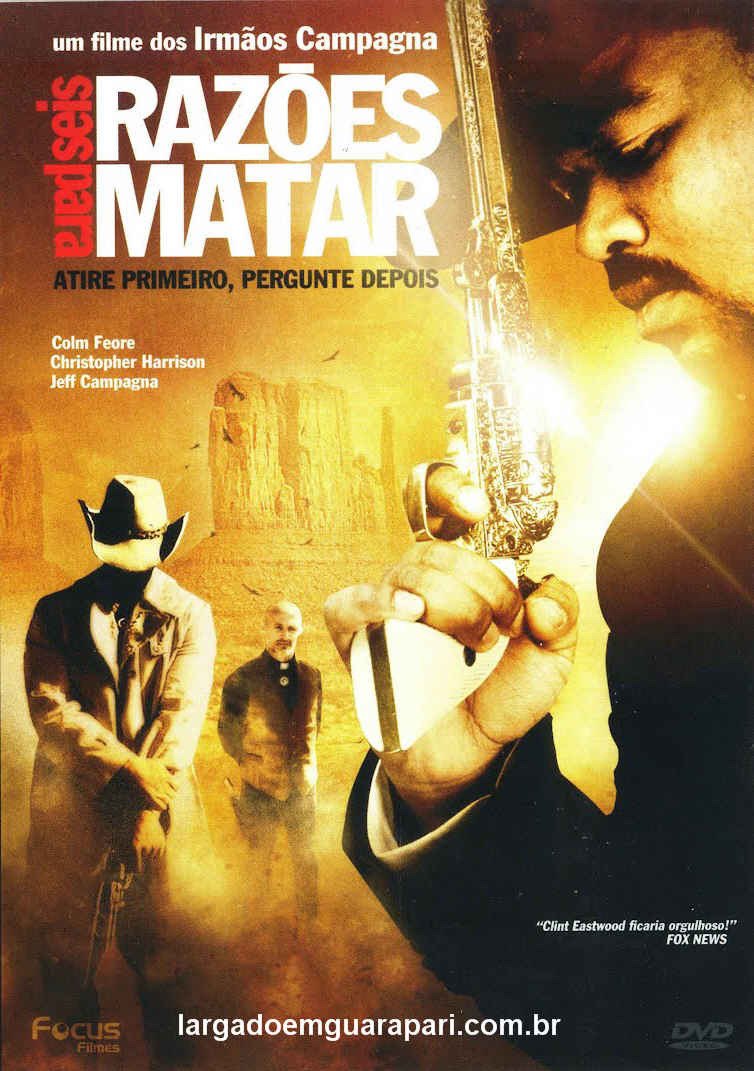 um filme dos Irmãos Campagna
seis RAZÕES
para MATAR
ATIRE PRIMEIRO, PERGUNTE DEPOIS
Colm Feore
Christopher Harrison
Jeff Campagna
“Clint Eastwood ficaria orgulhoso!”
FOX NEWS
Focus
Filmes
largadoemguarapari.com.br
DVD
VIDEO